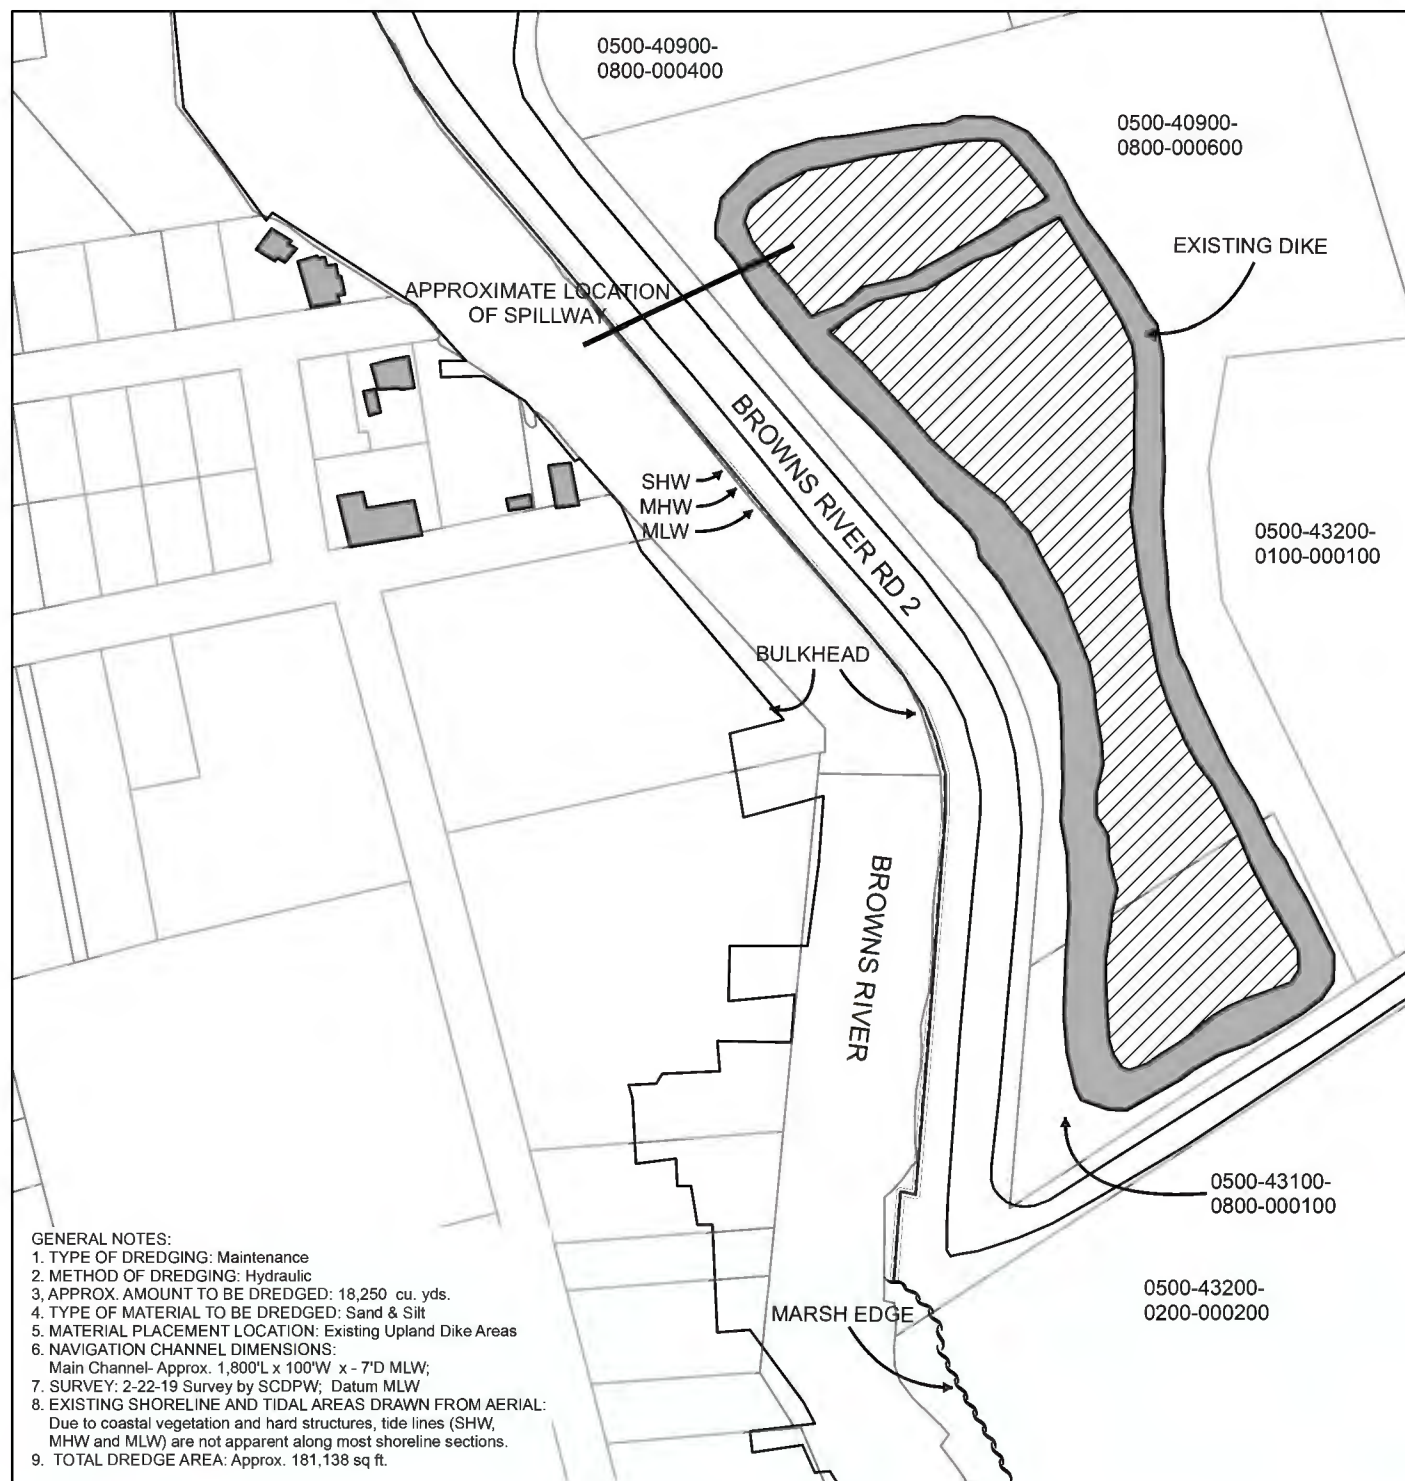 0500-40900-
0800-000400
0500-40900-
0800-000600
EXISTING DIKE
APPROXIMATE LOCATION
OF SPILLWAY
BROWNS RIVER RD 2
SHW
MHW
MLW
0500-43200-
0100-000100
BULKHEAD
BROWNS RIVER
0500-43100-
0800-000100
0500-43200-
0200-000200
MARSH EDGE
GENERAL NOTES:
1. TYPE OF DREDGING: Maintenance
2. METHOD OF DREDGING: Hydraulic
3, APPROX. AMOUNT TO BE DREDGED: 18,250 cu. yds.
4. TYPE OF MATERIAL TO BE DREDGED: Sand & Silt
5. MATERIAL PLACEMENT LOCATION: Existing Upland Dike Areas
6. NAVIGATION CHANNEL DIMENSIONS:
Main Channel- Approx. 1,800'L x 100'W x - 7'D MLW;
7. SURVEY: 2-22-19 Survey by SCDPW; Datum MLW
8. EXISTING SHORELINE AND TIDAL AREAS DRAWN FROM AERIAL:
Due to coastal vegetation and hard structures, tide lines (SHW,
MHW and MLW) are not apparent along most shoreline sections.
9. TOTAL DREDGE AREA: Approx. 181,138 sq ft.